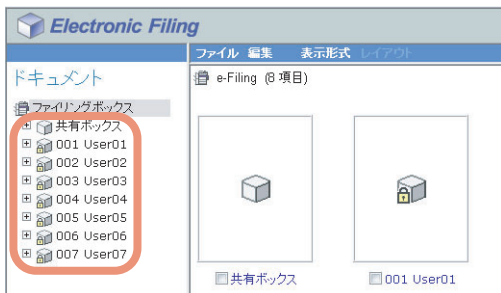 Electronic Filing
ファイル 編集 表示形式 レイアウト
ドキュメント
ファイリングボックス
共有ボックス
001 User01
002 User02
003 User03
004 User04
005 User05
006 User06
007 User07
e-Filing (8 項目)
共有ボックス
001 User01